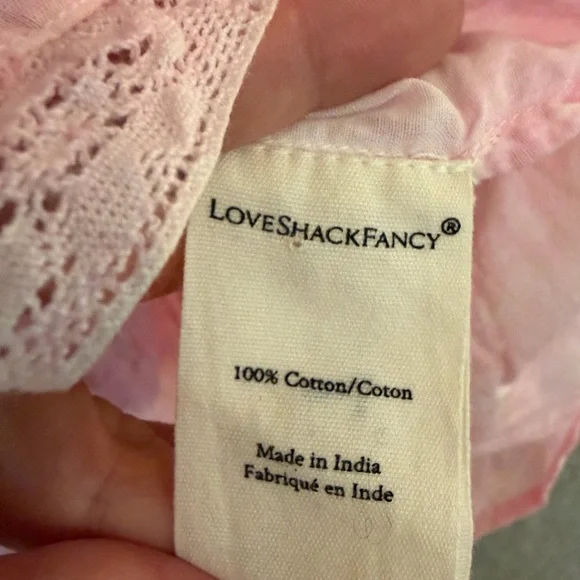 LOVESHACKFANCY®
100% Cotton/Coton
Made in India
Fabriqué en Inde